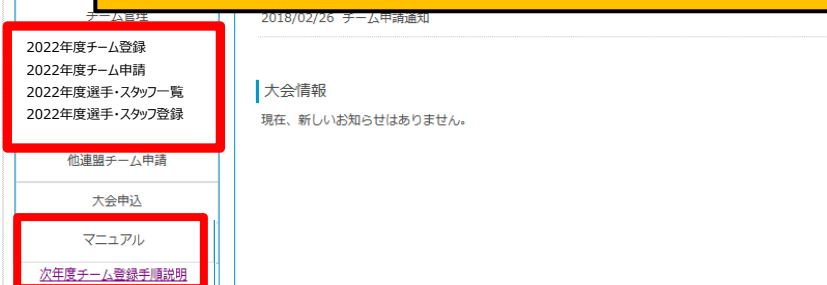 チーム管理
2018/02/26 チーム申請通知
2022年度チーム登録
2022年度チーム申請
2022年度選手・スタッフ一覧
2022年度選手・スタッフ登録
大会情報
現在、新しいお知らせはありません。
他連盟チーム申請
大会申込
マニュアル
次年度チーム登録手順説明